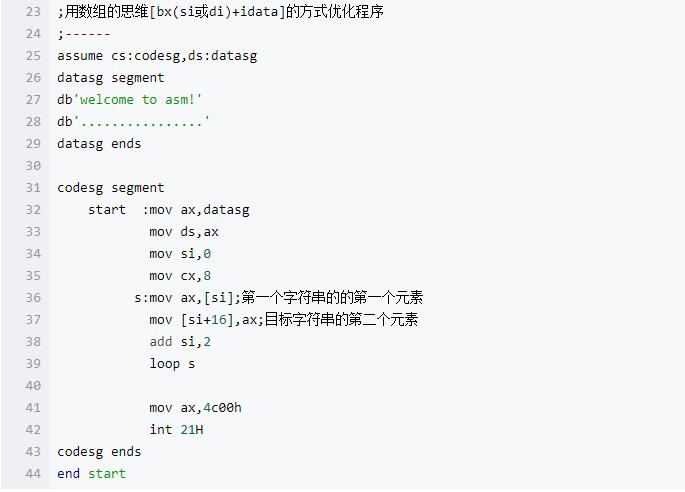 23 ;用数组的思维[bx(si或di)+idata]的方式优化程序
24 ;------
25 assume cs:codesg,ds:datasg
26 datasg segment
27 db'welcome to asm!'
28 db'................'
29 datasg ends
30
31 codesg segment
32 start :mov ax,datasg
33 mov ds,ax
34 mov si,0
35 mov cx,8
36 s:mov ax,[si];第一个字符串的的第一个元素
37 mov [si+16],ax;目标字符串的第二个元素
38 add si,2
39 loop s
40
41 mov ax,4c00h
42 int 21H
43 codesg ends
44 end start